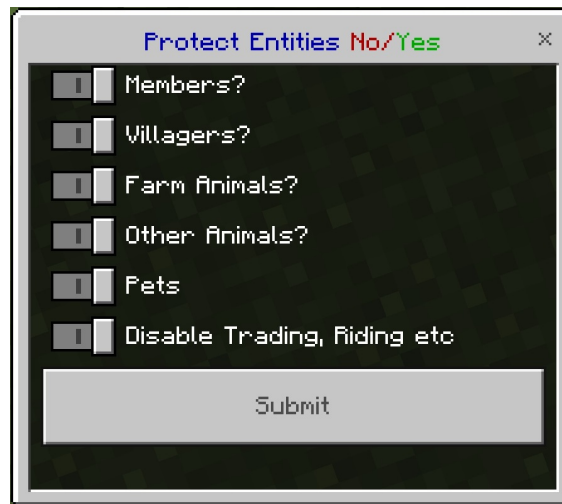 Protect Entities No/Yes
Members?
Villagers?
Farm Animals?
Other Animals?
Pets
Disable Trading, Riding etc
Submit